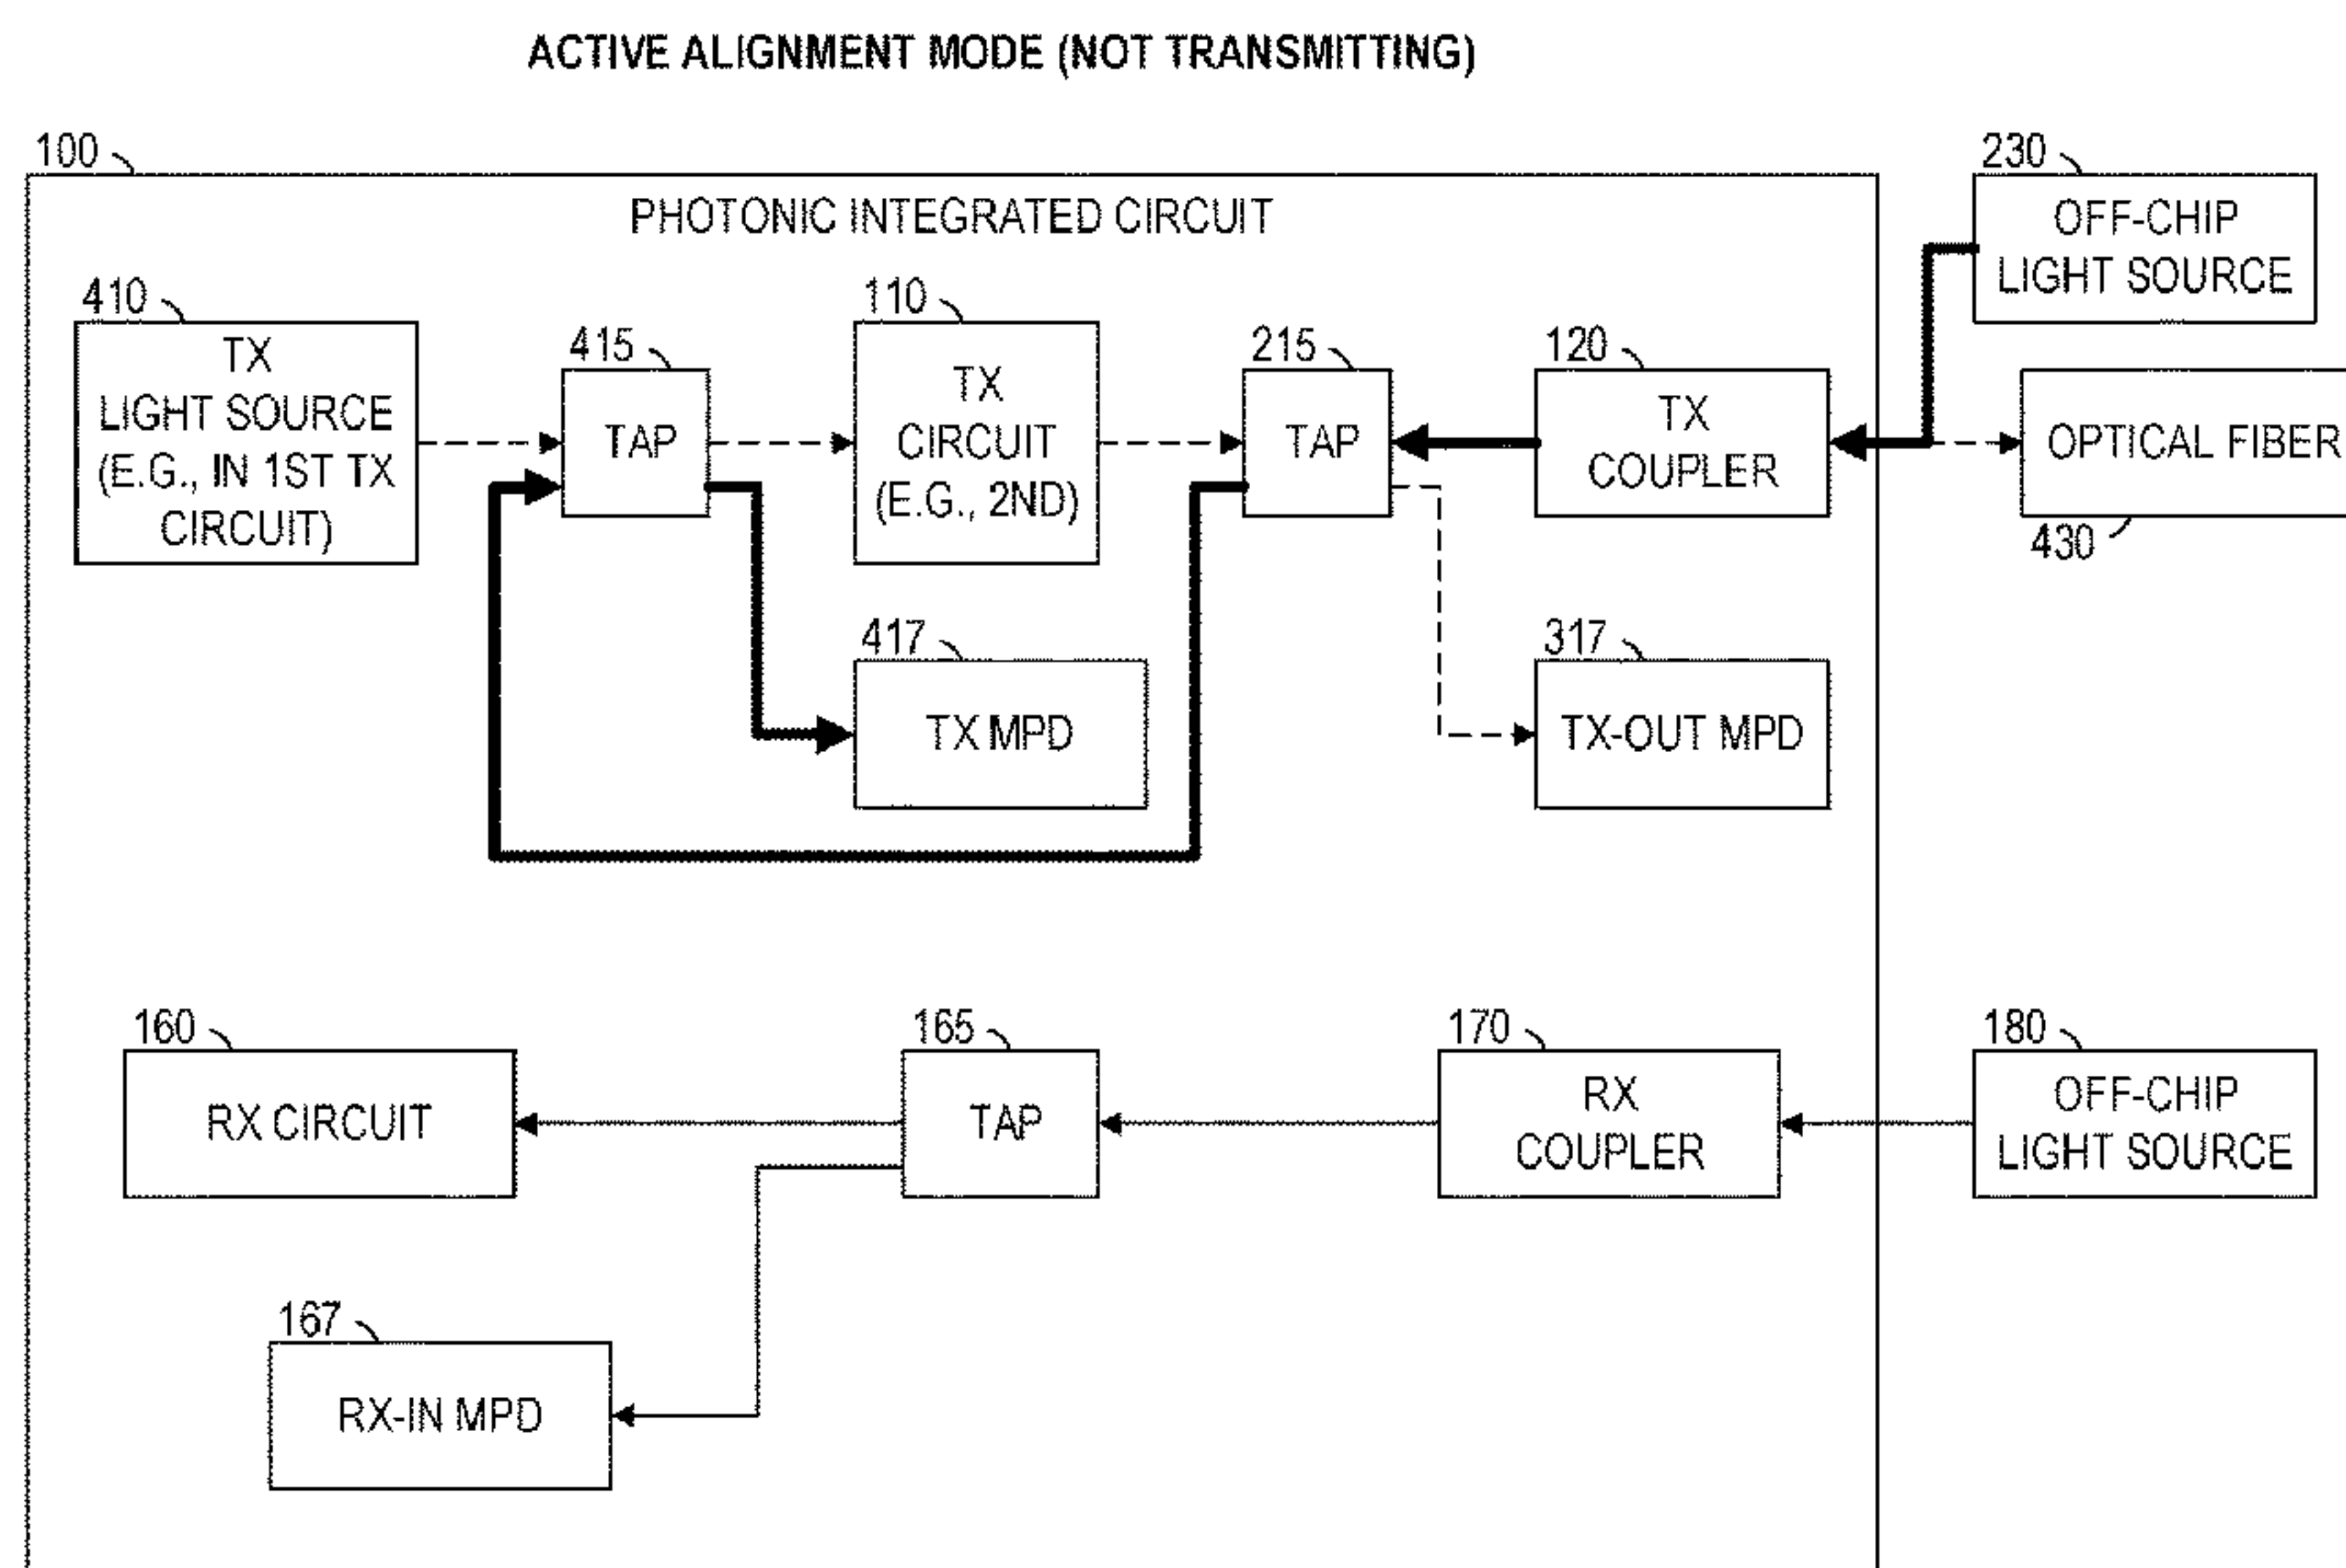 ACTIVE ALIGNMENT MODE (NOT TRANSMITTING)
100
230
PHOTONIC INTEGRATED CIRCUIT
OFF-CHIP
LIGHT SOURCE
410
TX
LIGHT SOURCE
(E.G., IN 1ST TX
CIRCUIT)
415
TAP
110
TX
CIRCUIT
(E.G., 2ND)
215
TAP
120
TX
COUPLER
OPTICAL FIBER
430
417
TX MPD
317
TX-OUT MPD
160
RX CIRCUIT
165
TAP
170
RX
COUPLER
180
OFF-CHIP
LIGHT SOURCE
167
RX-IN MPD